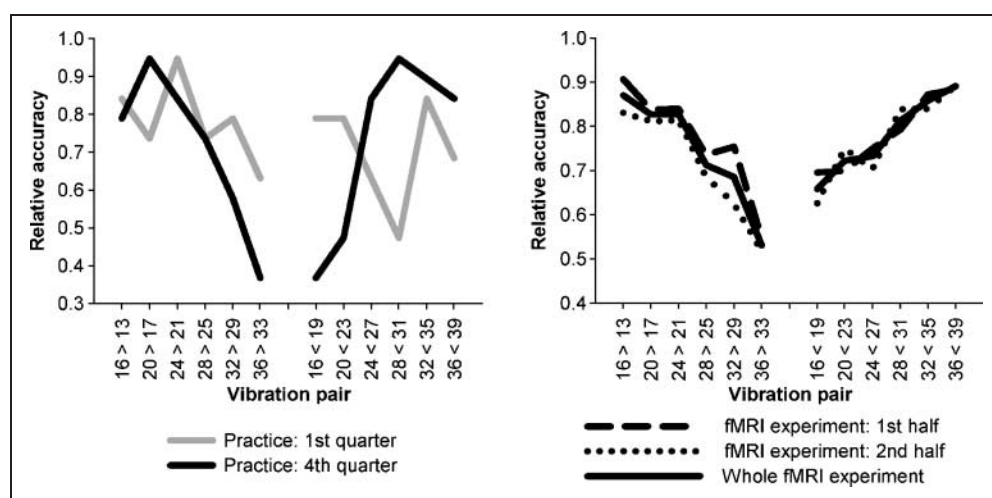 Relative accuracy
1.0
0.9
0.8
0.7
0.6
0.5
0.4
0.3
16 > 13
20 > 17
24 > 21
28 > 25
32 > 29
36 > 33
16 < 19
20 < 23
24 < 27
28 < 31
32 < 35
36 < 39
Vibration pair
Practice: 1st quarter
Practice: 4th quarter
Relative accuracy
1.0
0.9
0.8
0.7
0.6
0.5
0.4
16 > 13
20 > 17
24 > 21
28 > 25
32 > 29
36 > 33
16 < 19
20 < 23
24 < 27
28 < 31
32 < 35
36 < 39
Vibration pair
fMRI experiment: 1st half
fMRI experiment: 2nd half
Whole fMRI experiment